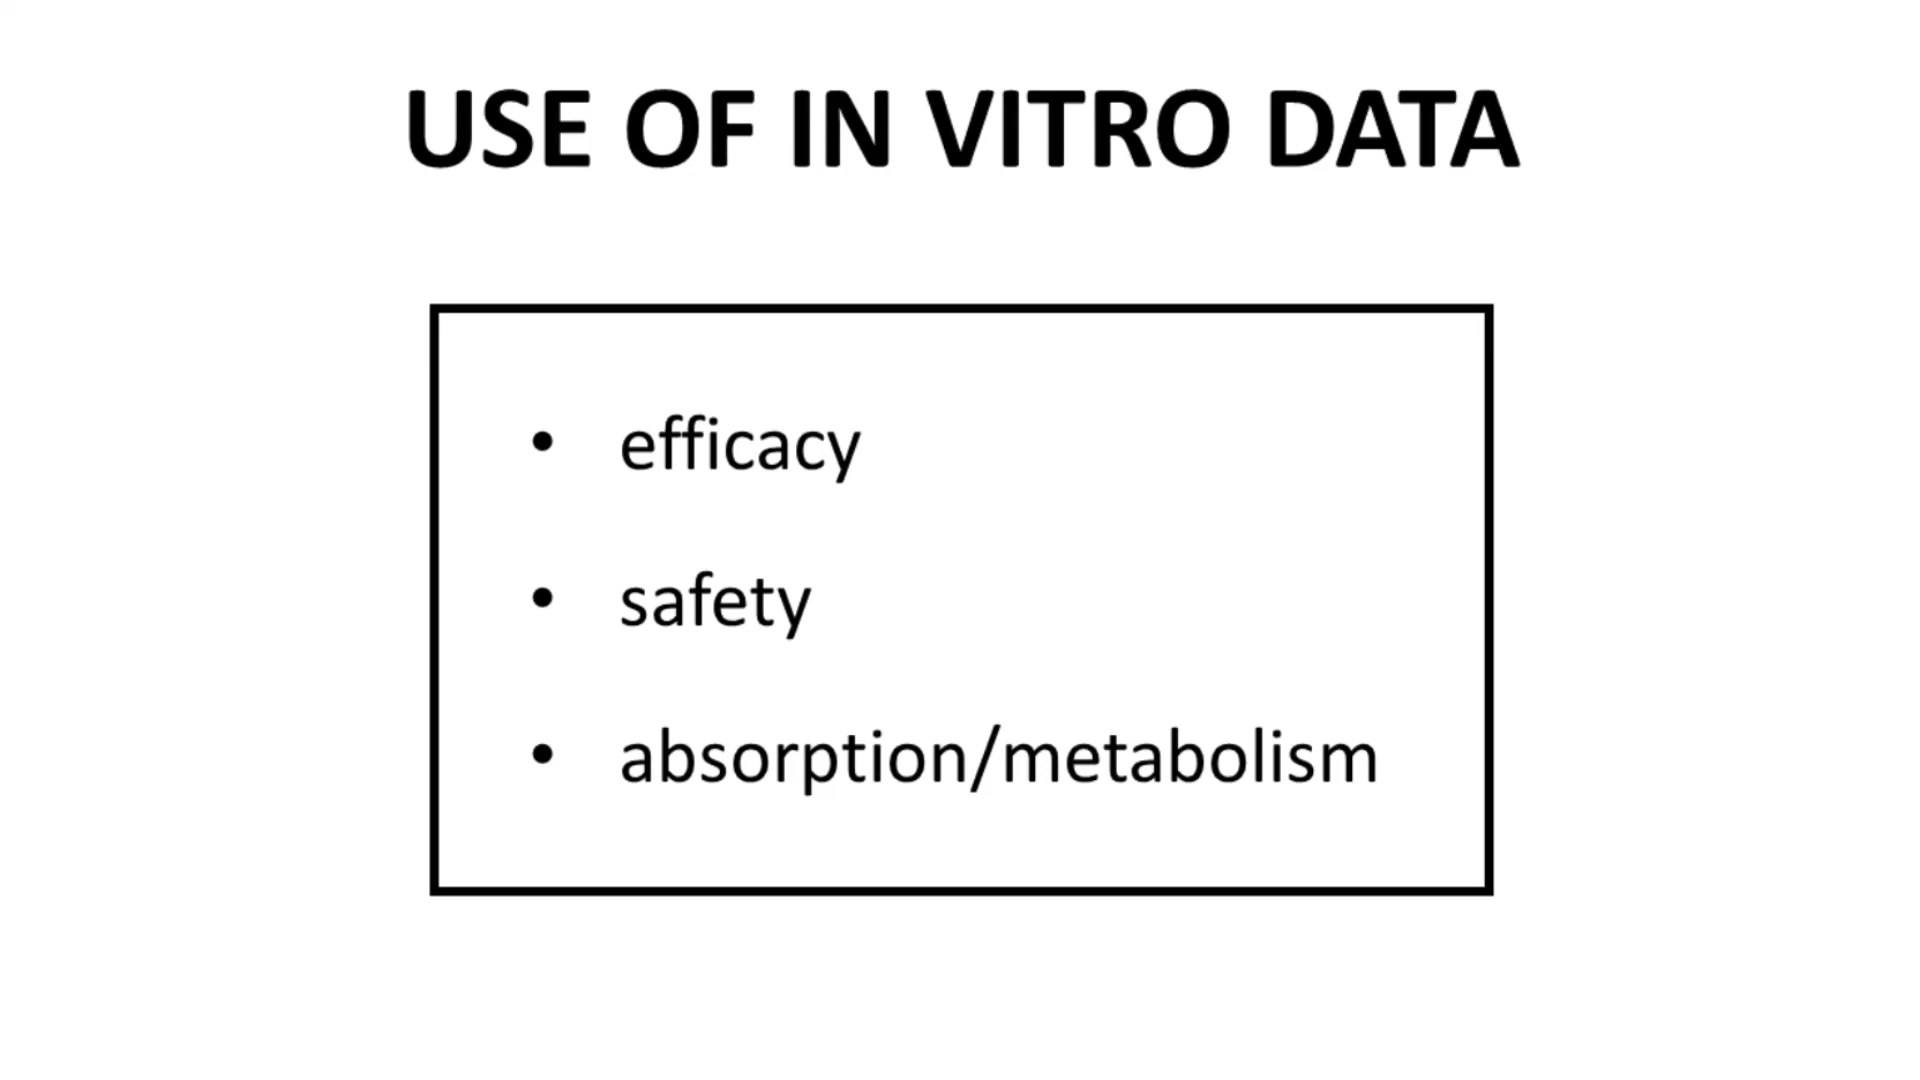 USE OF IN VITRO DATA
• efficacy
• safety
• absorption/metabolism